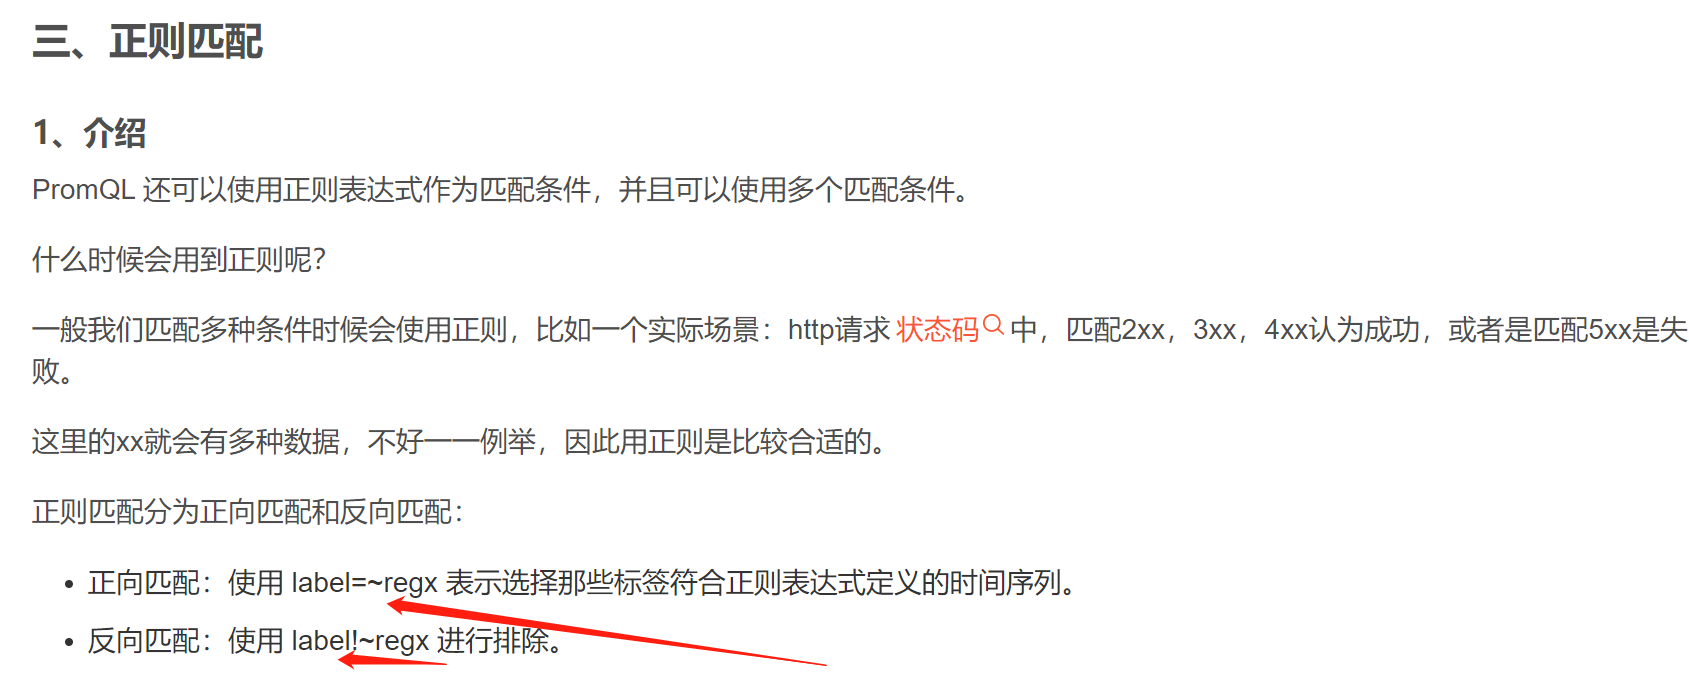 三、正则匹配
1、介绍
PromQL 还可以使用正则表达式作为匹配条件，并且可以使用多个匹配条件。
什么时候会用到正则呢？
一般我们匹配多种条件时候会使用正则，比如一个实际场景：http请求 状态码 中，匹配2xx，3xx，4xx认为成功，或者是匹配5xx是失
败。
这里的xx就会有多种数据，不好一一例举，因此用正则是比较合适的。
正则匹配分为正向匹配和反向匹配：
• 正向匹配：使用 label=~regx 表示选择那些标签符合正则表达式定义的时间序列。
• 反向匹配：使用 label!~regx 进行排除。